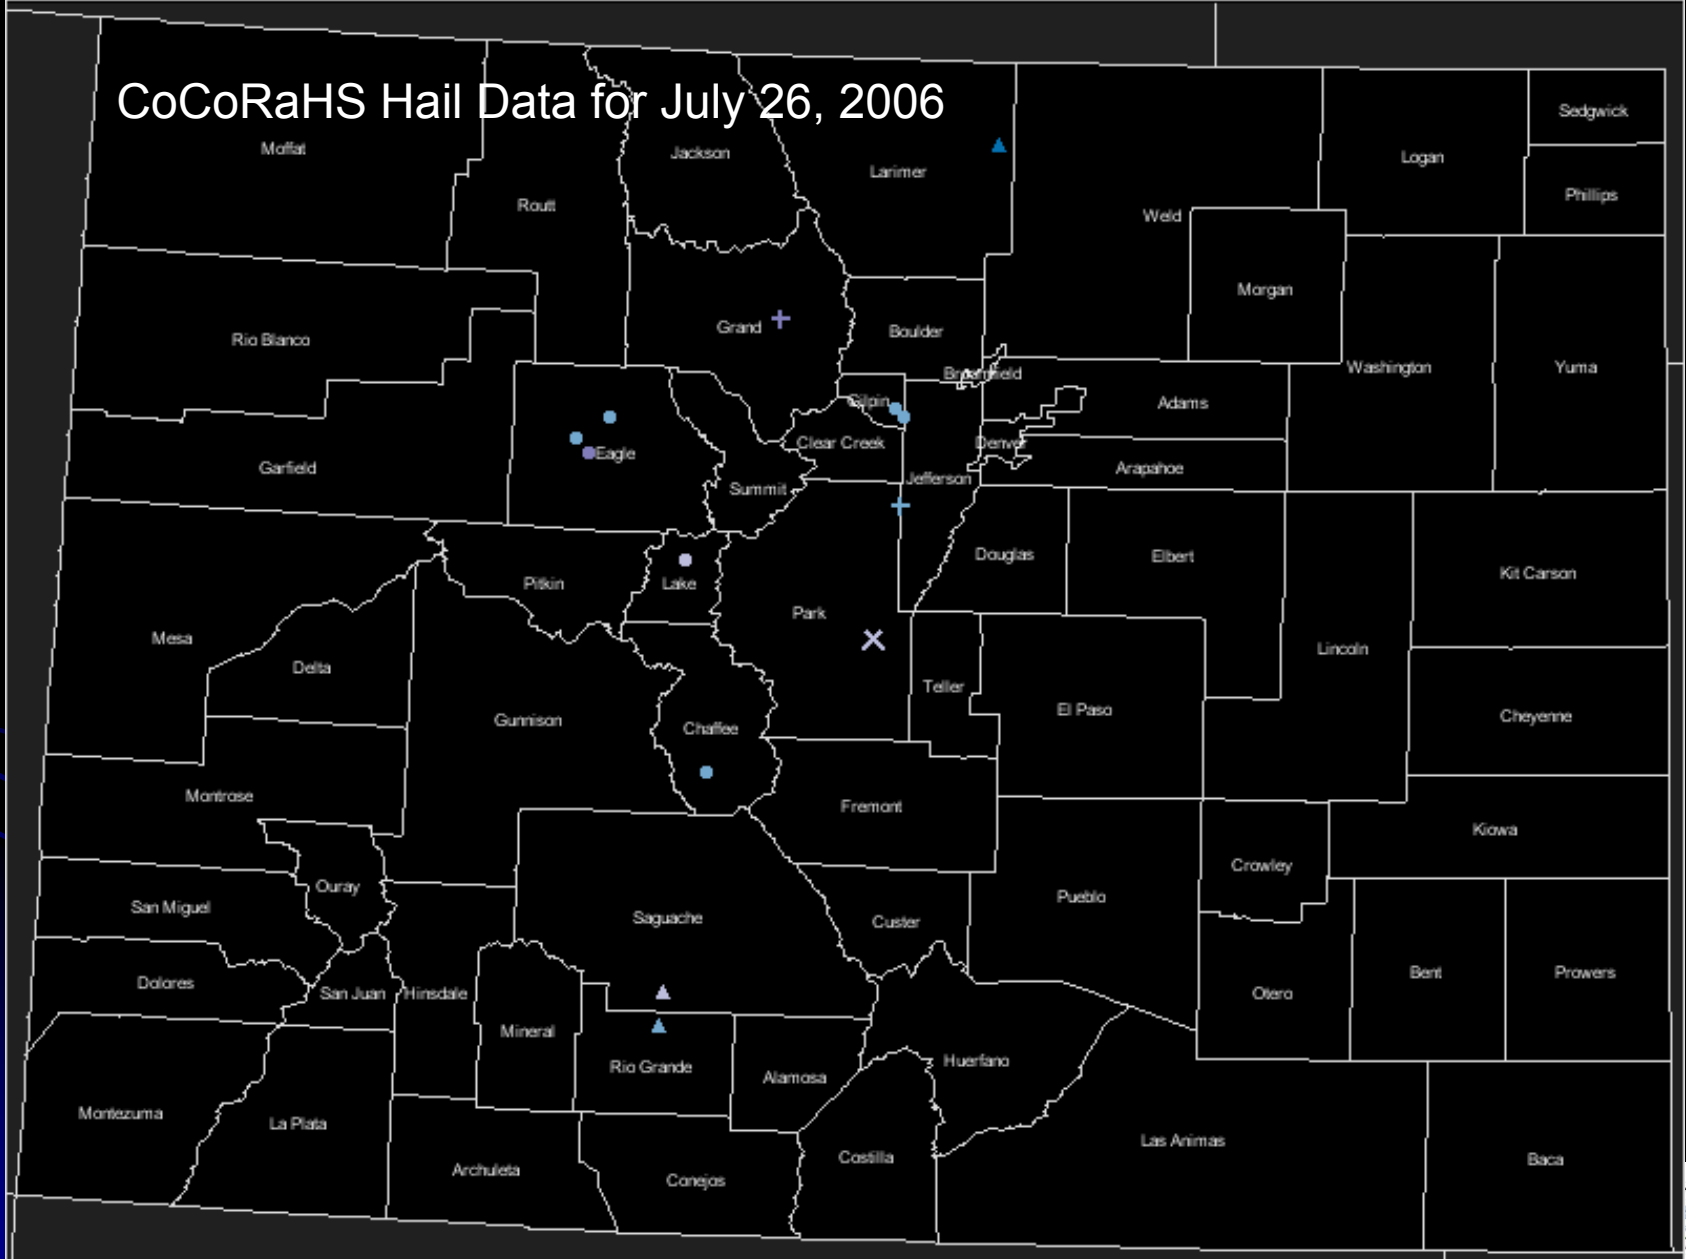 CoCoRaHS Hail Data for July 26, 2006
Sedgwick
Moffat
Jackson
Larimer
Logan
Phillips
Routt
Weld
Morgan
Rio Blanco
Grand
Boulder
Washington
Yuma
Broomfield
Gilpin
Adams
Clear Creek
Denver
Eagle
Garfield
Arapahoe
Summit
Jefferson
Douglas
Elbert
Kit Carson
Pitkin
Lake
Park
Mesa
Delta
Lincoln
Teller
El Paso
Cheyenne
Gunnison
Chaffee
Montrose
Fremont
Kiowa
Crowley
Ouray
Pueblo
San Miguel
Saguache
Custer
Bent
Prowers
Dolores
San Juan
Hinsdale
Otero
Mineral
Rio Grande
Huerfano
Alamosa
Montezuma
La Plata
Las Animas
Costilla
Baca
Archuleta
Conejos